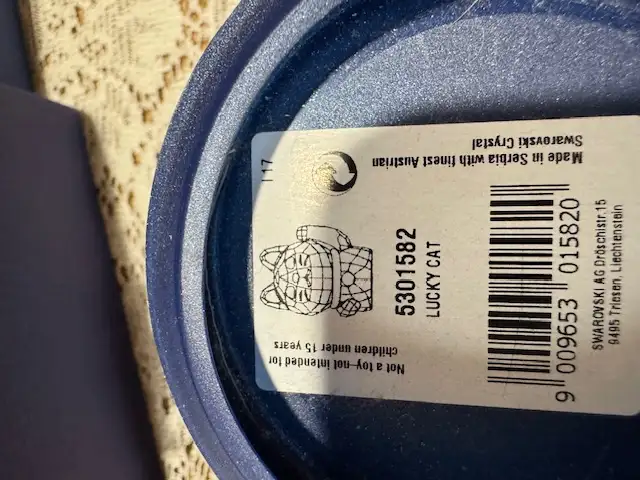 Made in Serbia with finest Austrian
Swarovski Crystal
117
5301582
LUCKY CAT
Not a toy–not intended for
children under 15 years
9 009653 015820
SWAROVSKI AG Dröschistr. 15
9495 Triesen, Liechtenstein